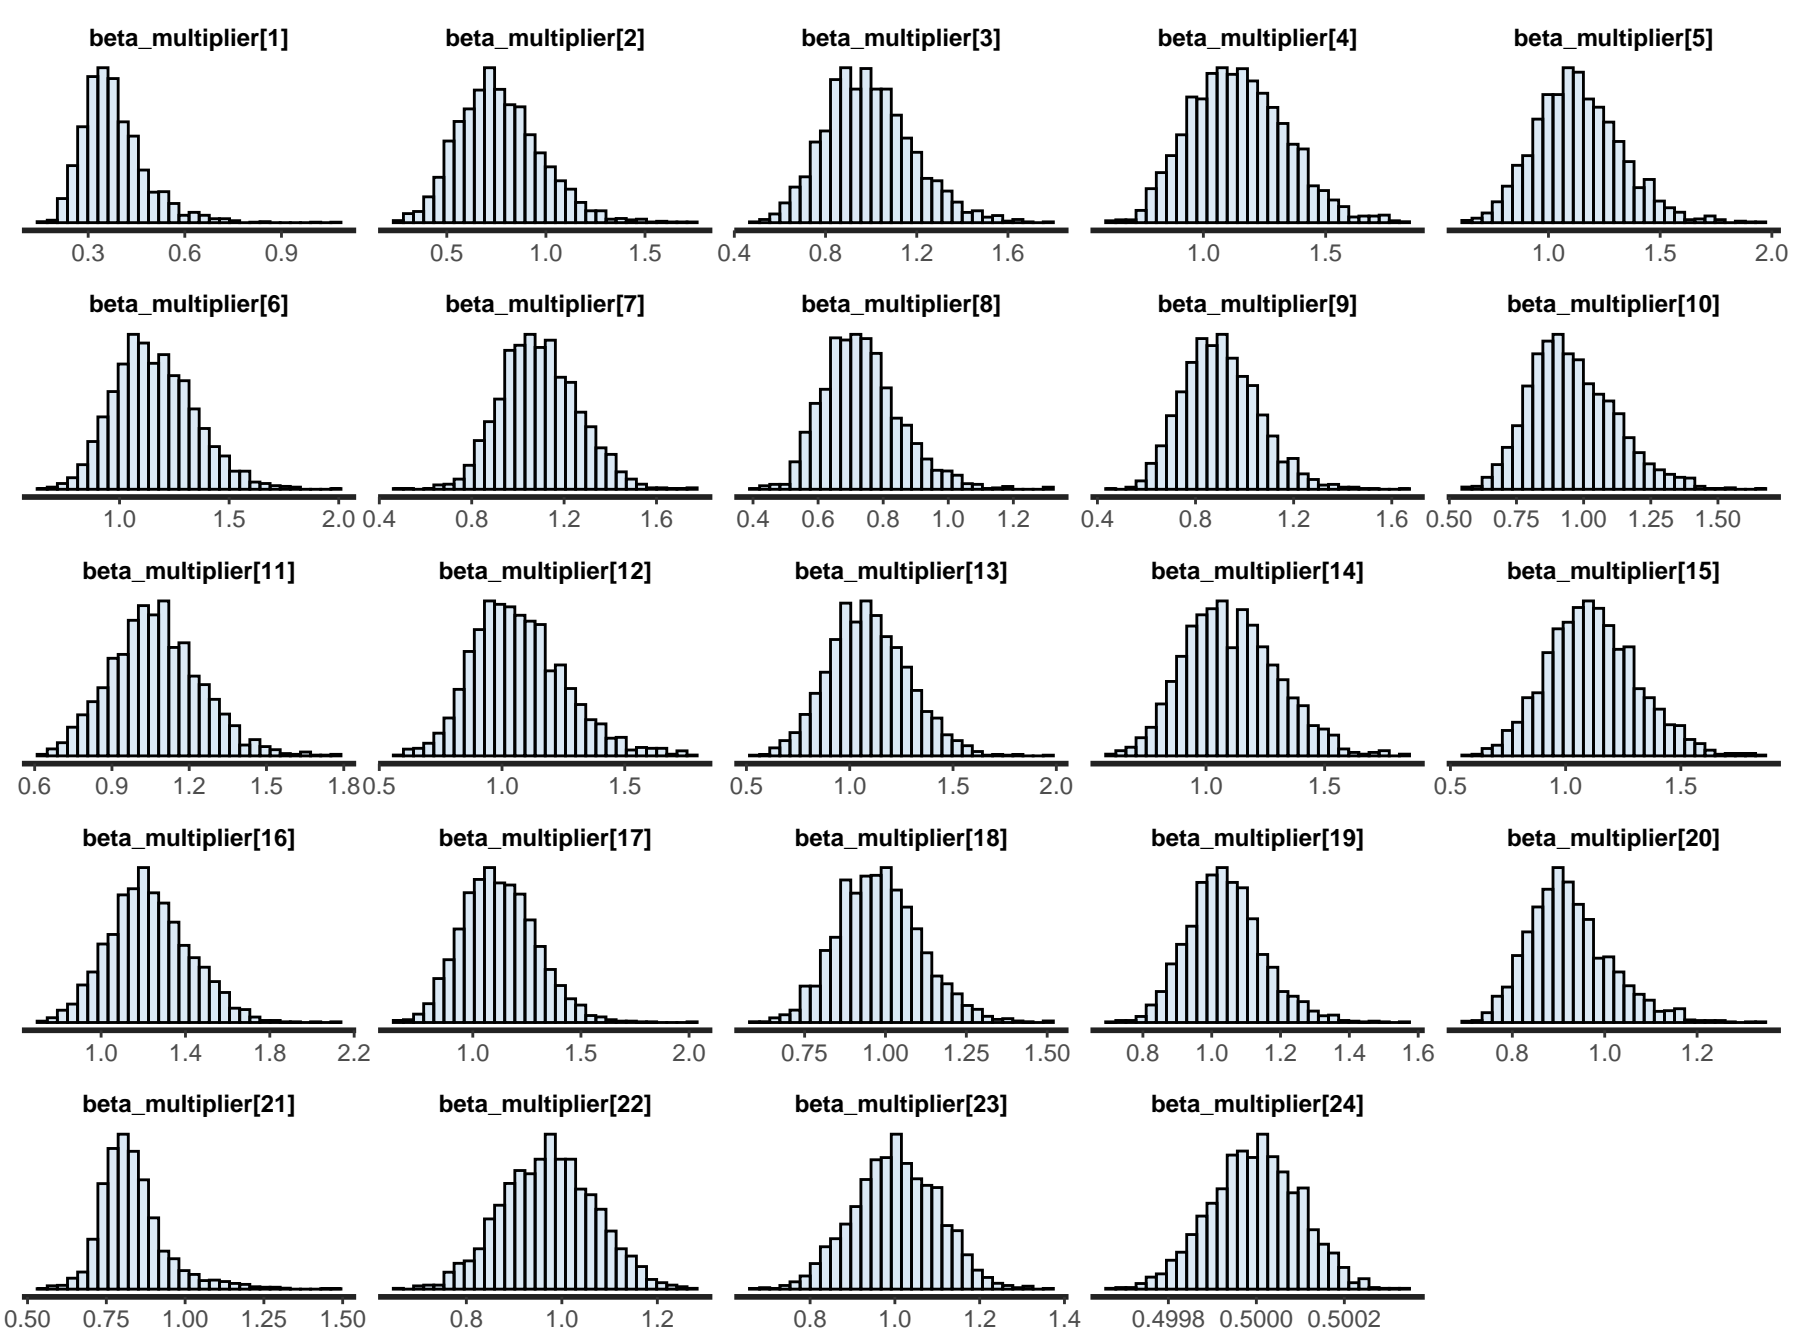 beta_multiplier[1] beta_multiplier[2] beta_multiplier[3] beta_multiplier[4] beta_multiplier[5]
0.3 0.6 0.9 0.5 1.0 1.5 0.4 0.8 1.2 1.6 1.0 1.5 1.0 1.5 2.0
beta_multiplier[6] beta_multiplier[7] beta_multiplier[8] beta_multiplier[9] beta_multiplier[10]
1.0 1.5 2.0 0.4 0.8 1.2 1.6 0.4 0.6 0.8 1.0 1.2 0.4 0.8 1.2 1.6 0.50 0.75 1.00 1.25 1.50
beta_multiplier[11] beta_multiplier[12] beta_multiplier[13] beta_multiplier[14] beta_multiplier[15]
0.6 0.9 1.2 1.5 1.8 0.5 1.0 1.5 0.5 1.0 1.5 2.0 1.0 1.5 0.5 1.0 1.5
beta_multiplier[16] beta_multiplier[17] beta_multiplier[18] beta_multiplier[19] beta_multiplier[20]
1.0 1.4 1.8 2.2 1.0 1.5 2.0 0.75 1.00 1.25 1.50 0.8 1.0 1.2 1.4 1.6 0.8 1.0 1.2
beta_multiplier[21] beta_multiplier[22] beta_multiplier[23] beta_multiplier[24]
0.50 0.75 1.00 1.25 1.50 0.8 1.0 1.2 0.8 1.0 1.2 1.4 0.4998 0.5000 0.5002